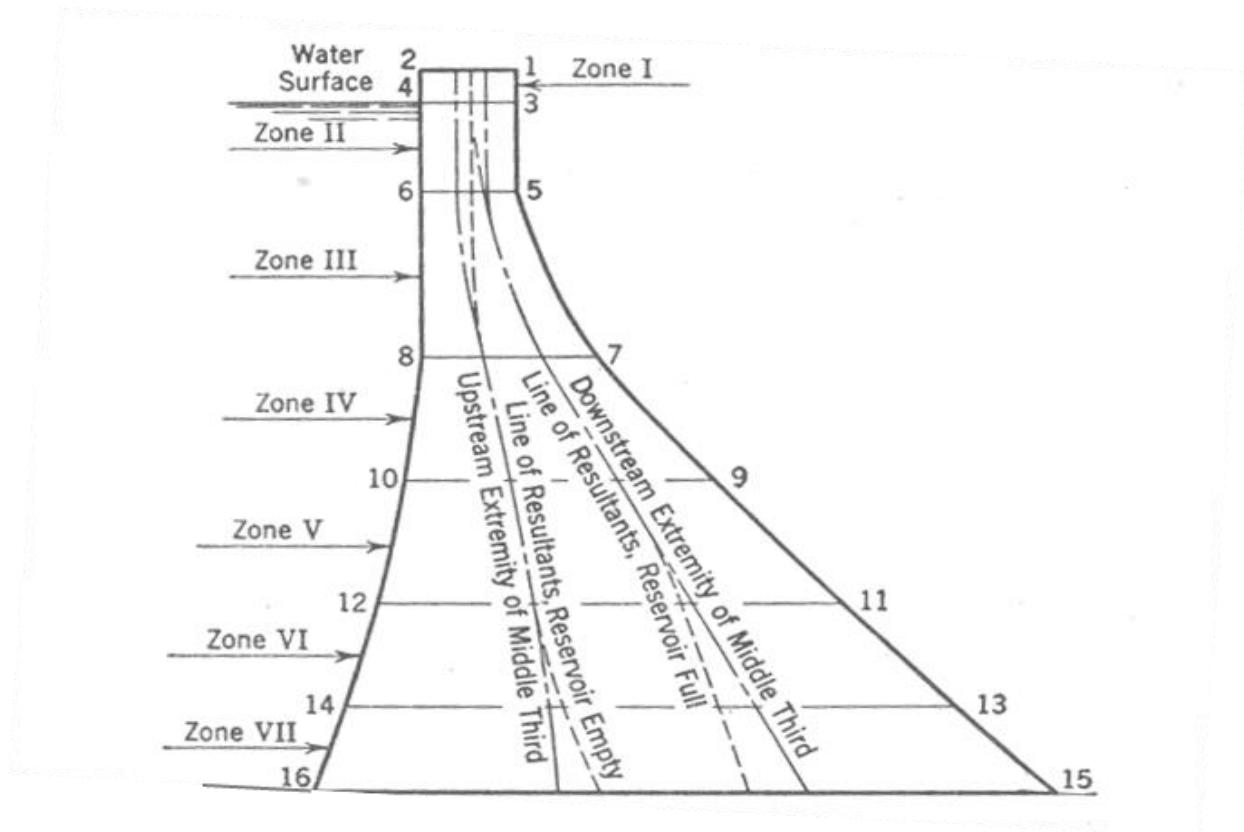 Water
Surface
2
1
Zone I
4
3
Zone II
6
5
Zone III
8
7
Zone IV
Upstream Extremity of Middle Third
Line of Resultants, Reservoir Empty
Line of Resultants, Reservoir Full
Downstream Extremity of Middle Third
10
9
Zone V
12
11
Zone VI
14
13
Zone VII
16
15